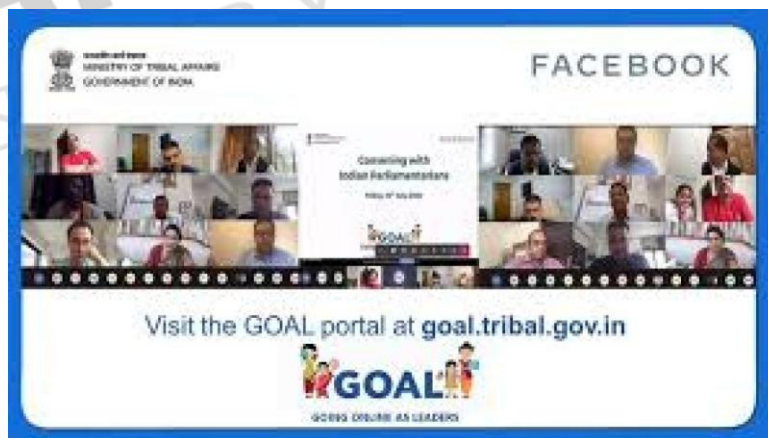 MINISTRY OF TRIBAL AFFAIRS
GOVERNMENT OF INDIA
FACEBOOK
Convening with
Indian Parliamentarians
GOAL
Visit the GOAL portal at goal.tribal.gov.in
GOAL
GOING ONLINE AS LEADERS